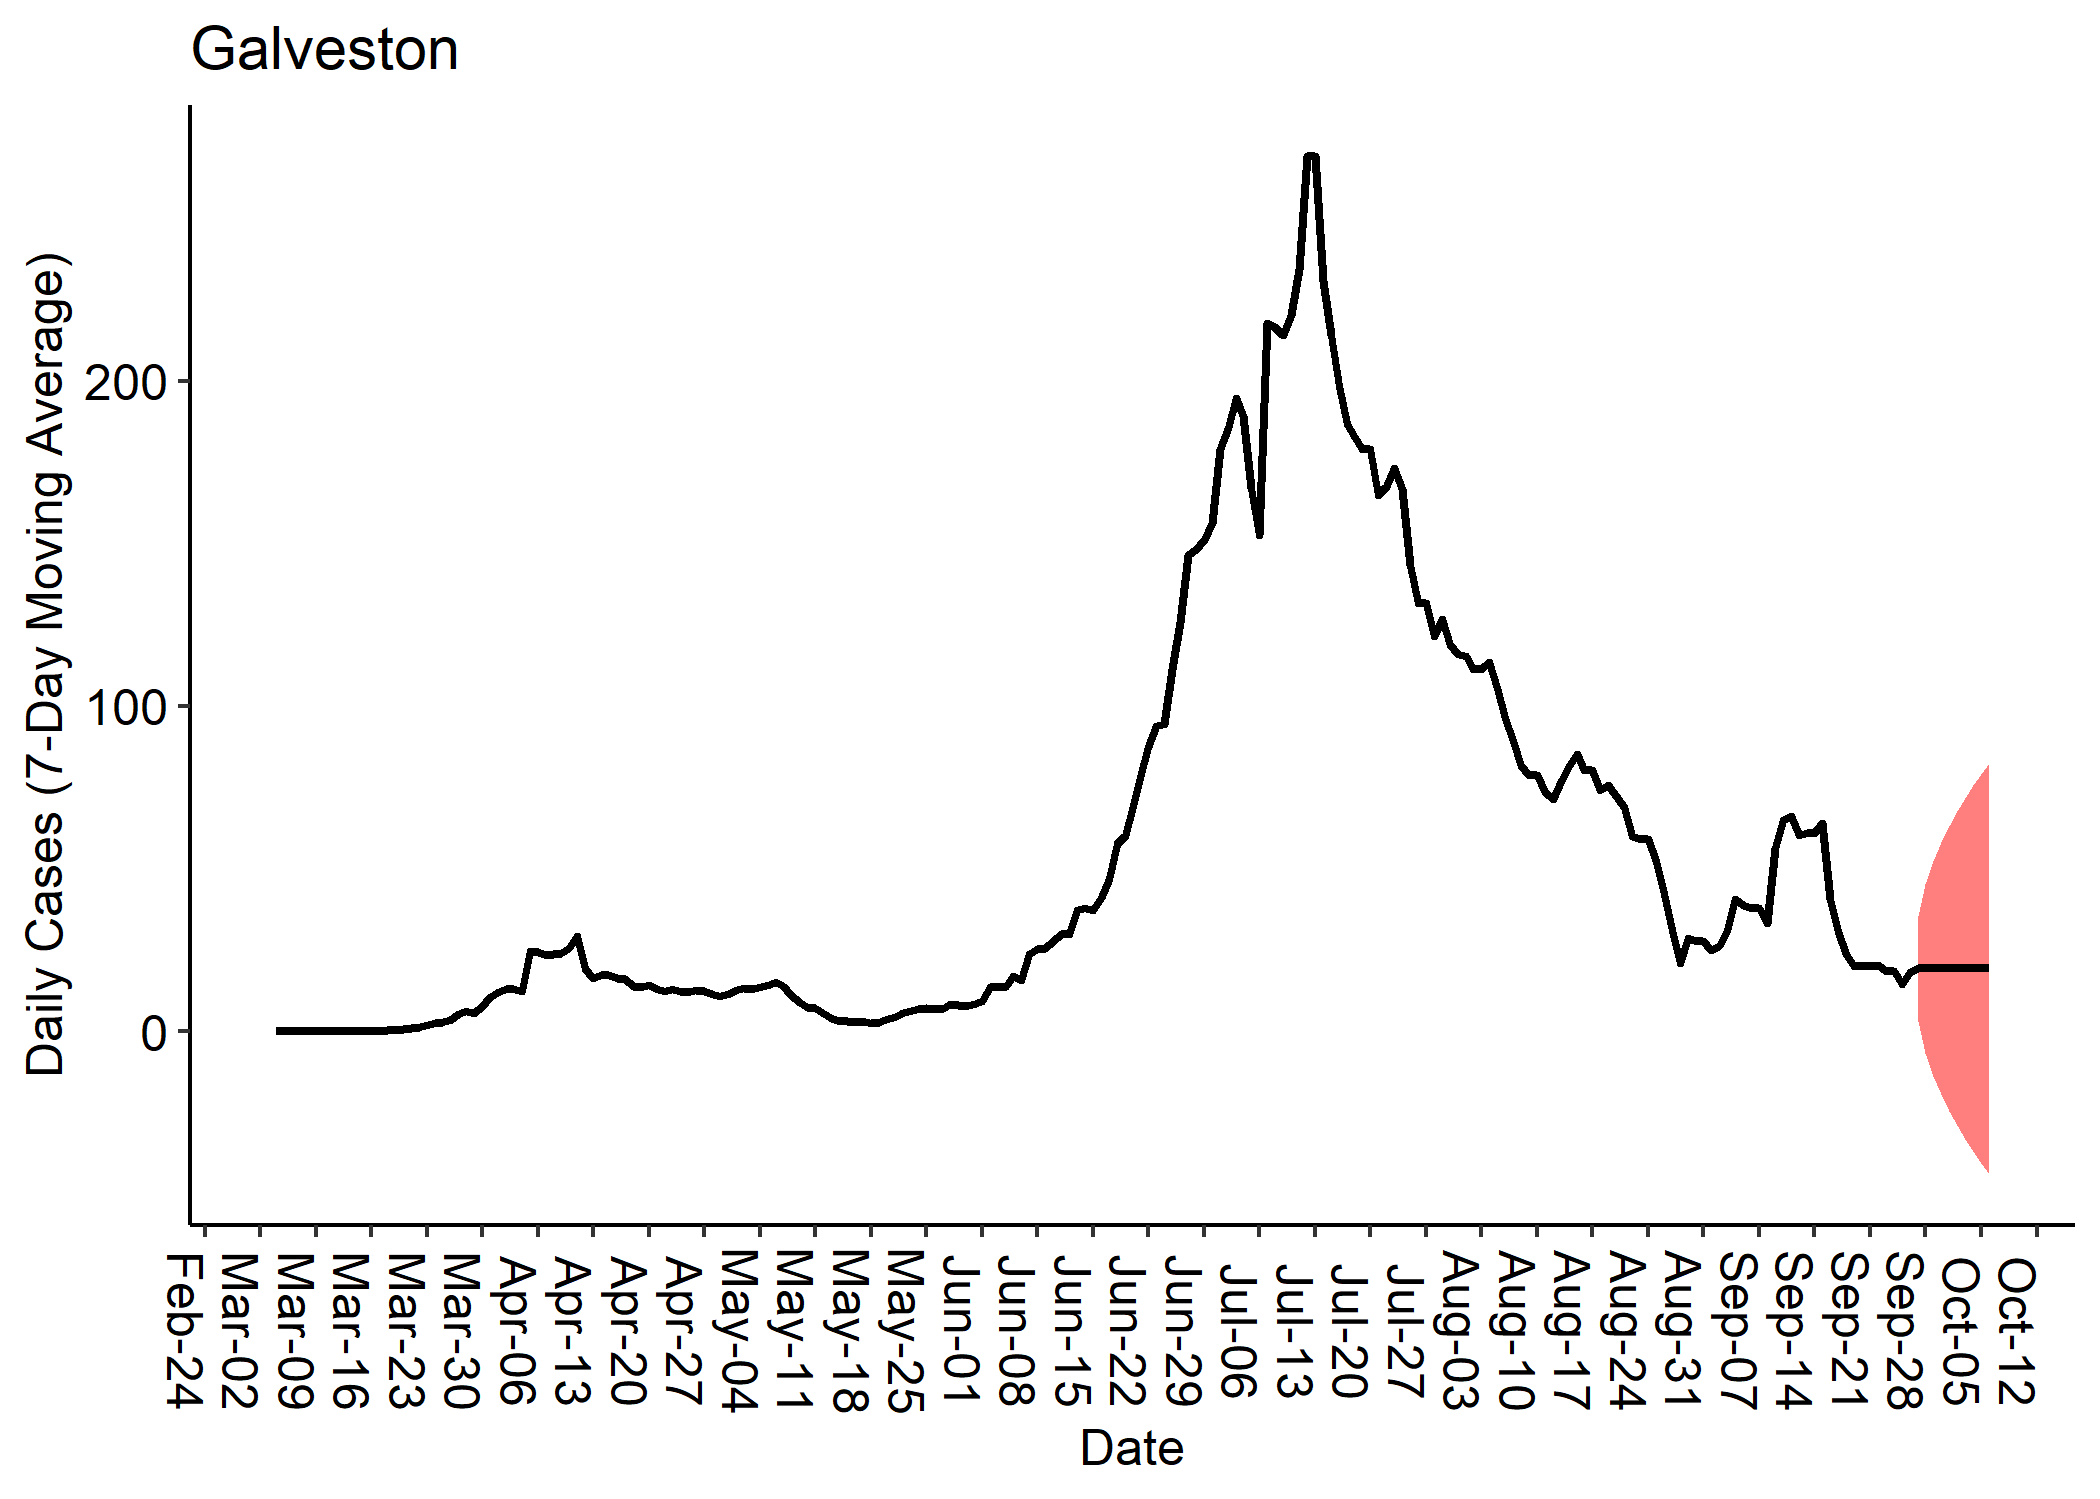 Galveston
Daily Cases (7-Day Moving Average)
200
100
0
Feb-24
Mar-02
Mar-09
Mar-16
Mar-23
Mar-30
Apr-06
Apr-13
Apr-20
Apr-27
May-04
May-11
May-18
May-25
Jun-01
Jun-08
Jun-15
Jun-22
Jun-29
Jul-06
Jul-13
Jul-20
Jul-27
Aug-03
Aug-10
Aug-17
Aug-24
Aug-31
Sep-07
Sep-14
Sep-21
Sep-28
Oct-05
Oct-12
Date